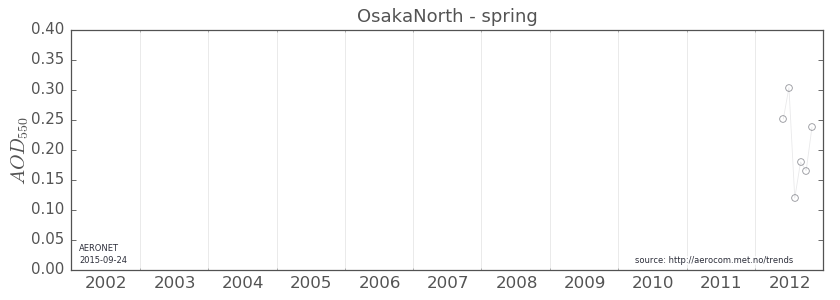 OsakaNorth - spring
0.40
0.35
0.30
0.25
0.20
0.15
0.10
0.05
0.00
AOD550
AERONET
2015-09-24
source: http://aerocom.met.no/trends
2002 2003 2004 2005 2006 2007 2008 2009 2010 2011 2012